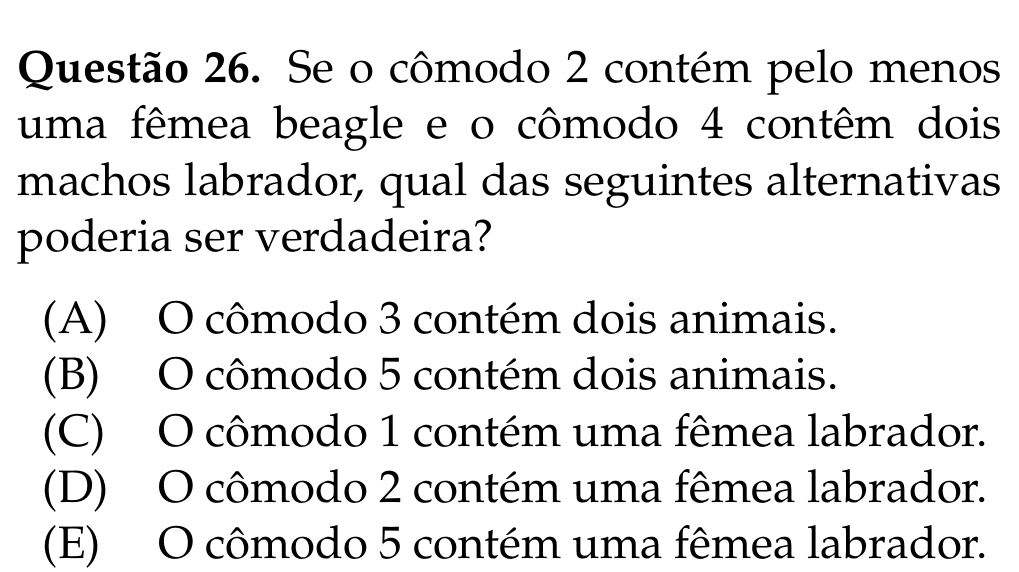 Questão 26. Se o cômodo 2 contém pelo menos
uma fêmea beagle e o cômodo 4 contêm dois
machos labrador, qual das seguintes alternativas
poderia ser verdadeira?
(A) O cômodo 3 contém dois animais.
(B) O cômodo 5 contém dois animais.
(C) O cômodo 1 contém uma fêmea labrador.
(D) O cômodo 2 contém uma fêmea labrador.
(E) O cômodo 5 contém uma fêmea labrador.